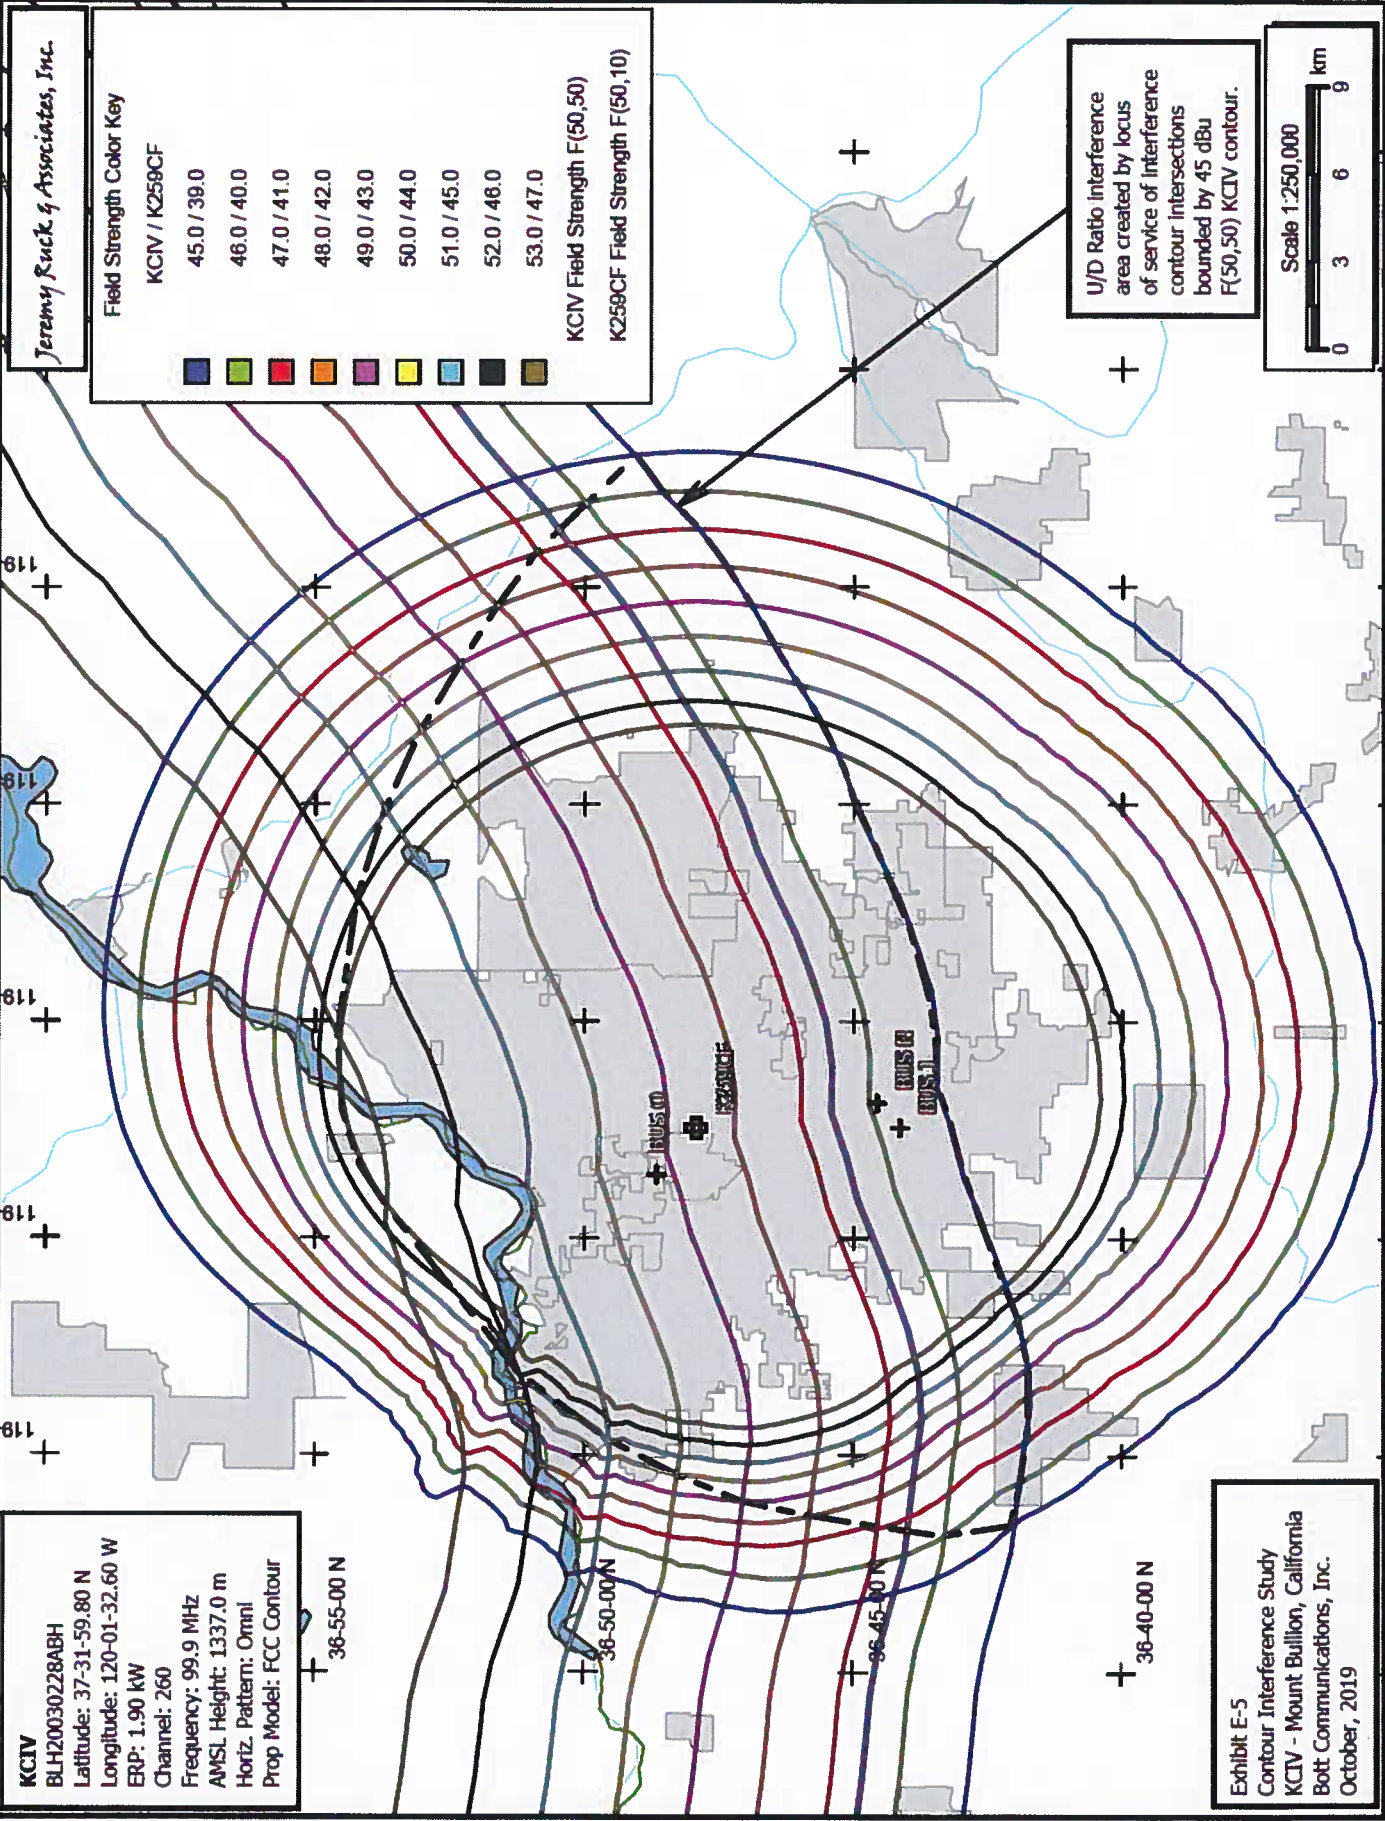 KCIV
BLH20030228ABH
Latitude: 37-31-59.80 N
Longitude: 120-01-32.60 W
ERP: 1.90 kW
Channel: 260
Frequency: 99.9 MHz
AMSL Height: 1337.0 m
Horiz. Pattern: Omni
Prop Model: FCC Contour
Jeremy Ruck & Associates, Inc.
Field Strength Color Key
KCIV / K259CF
45.0 / 39.0
46.0 / 40.0
47.0 / 41.0
48.0 / 42.0
49.0 / 43.0
50.0 / 44.0
51.0 / 45.0
52.0 / 46.0
53.0 / 47.0
KCIV Field Strength F(50,50)
K259CF Field Strength F(50,10)
119
119
119
119
119
36-55-00 N
36-50-00 N
36-45-00 N
36-40-00 N
K259CF
BUS 1
U/D Ratio Interference
area created by locus
of service of interference
contour intersections
bounded by 45 dBu
F(50,50) KCIV contour.
Exhibit E-5
Contour Interference Study
KCIV - Mount Bullion, California
Bott Communications, Inc.
October, 2019
Scale 1:250,000
0 3 6 9 km